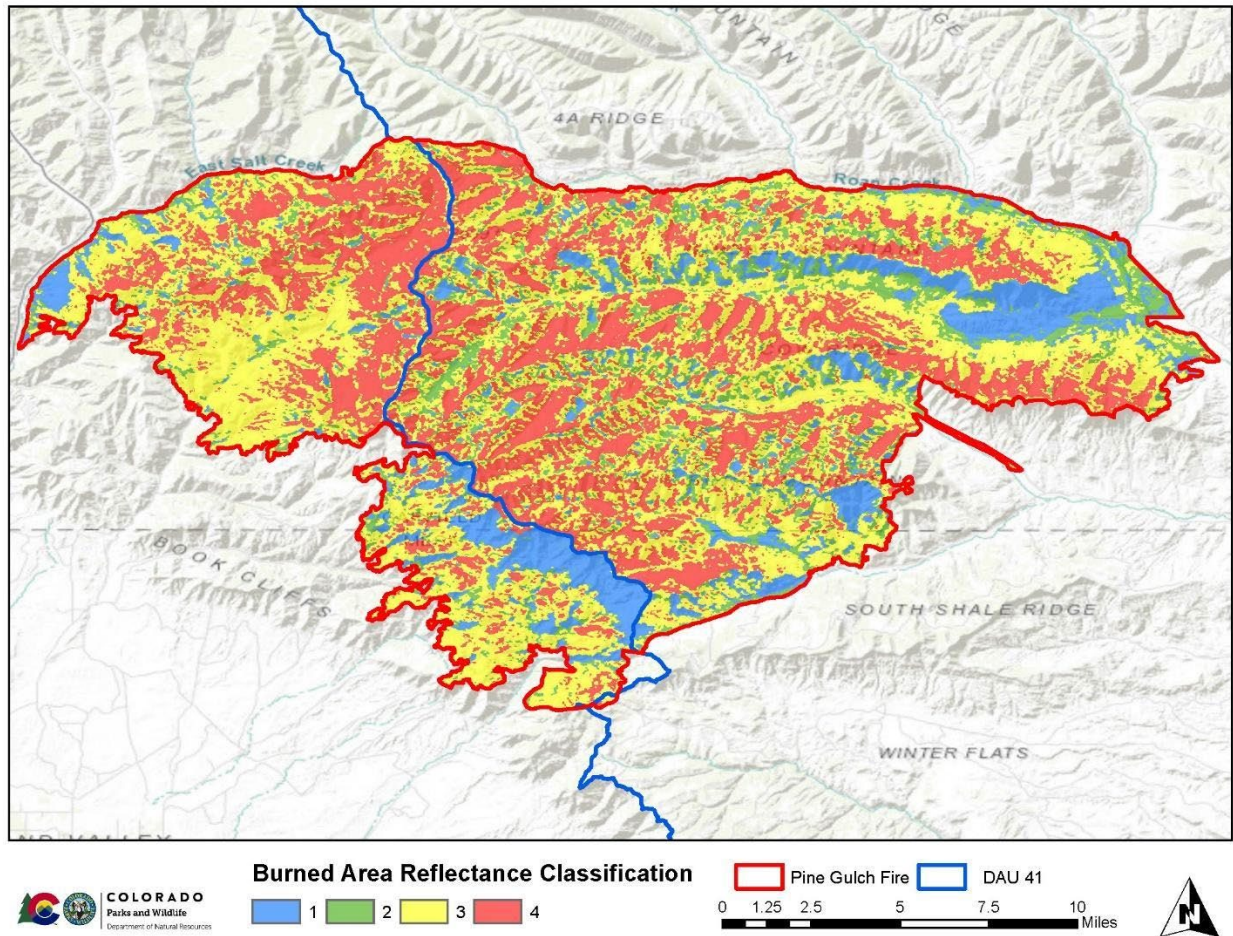 4A RIDGE
East Salt Creek
Roan Creek
BOOK CLIFFS
SOUTH SHALE RIDGE
WINTER FLATS
Burned Area Reflectance Classification
1 2 3 4
Pine Gulch Fire
DAU 41
0 1.25 2.5 5 7.5 10
Miles
N
COLORADO
Parks and Wildlife
Department of Natural Resources